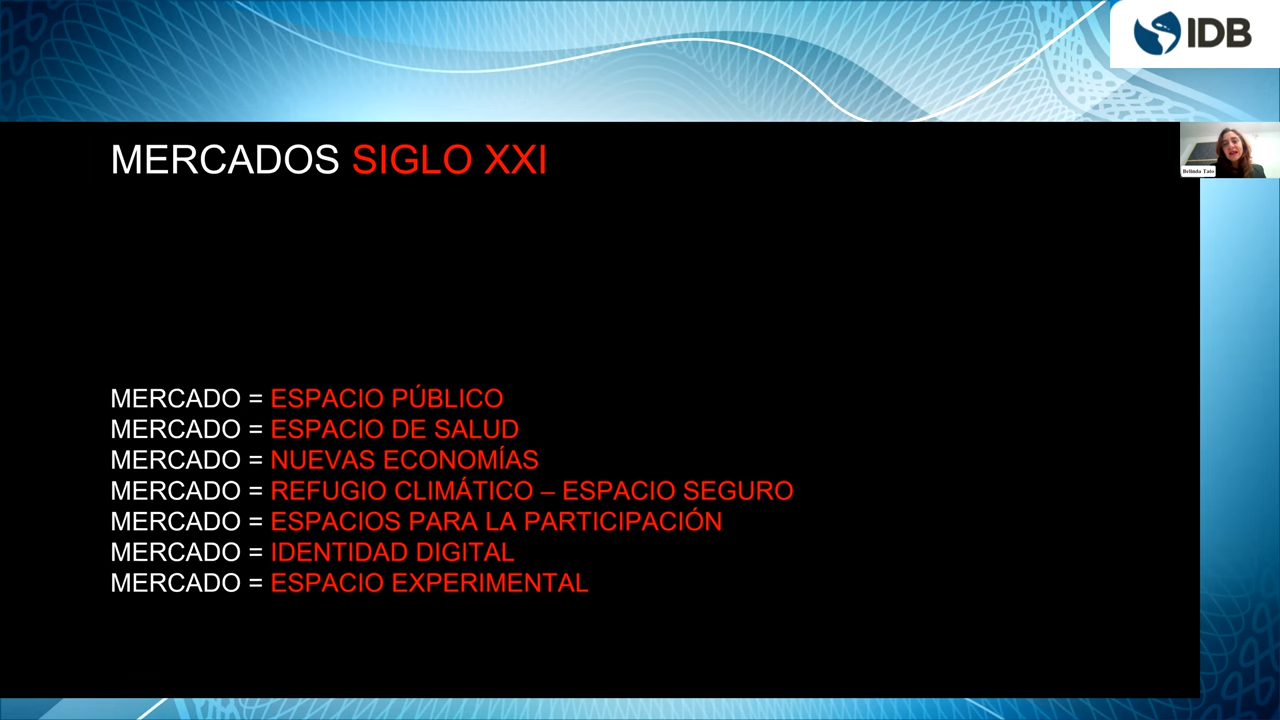 IDB
MERCADOS SIGLO XXI
Belinda Tato
MERCADO = ESPACIO PÚBLICO
MERCADO = ESPACIO DE SALUD
MERCADO = NUEVAS ECONOMÍAS
MERCADO = REFUGIO CLIMÁTICO – ESPACIO SEGURO
MERCADO = ESPACIOS PARA LA PARTICIPACIÓN
MERCADO = IDENTIDAD DIGITAL
MERCADO = ESPACIO EXPERIMENTAL